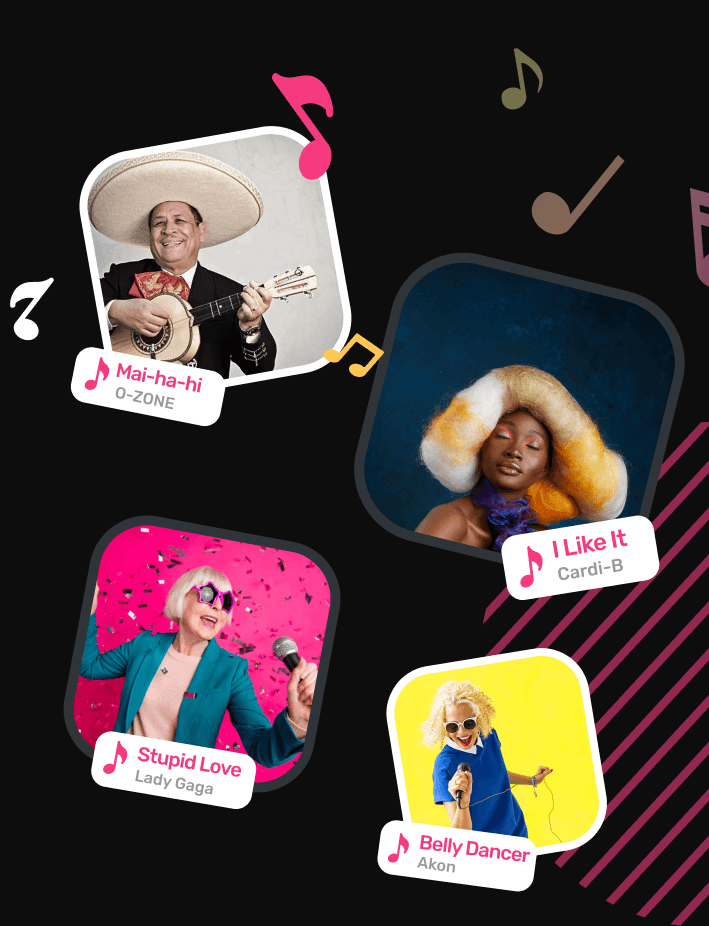 Mai-ha-hi
O-ZONE
I Like It
Cardi-B
Stupid Love
Lady Gaga
Belly Dancer
Akon